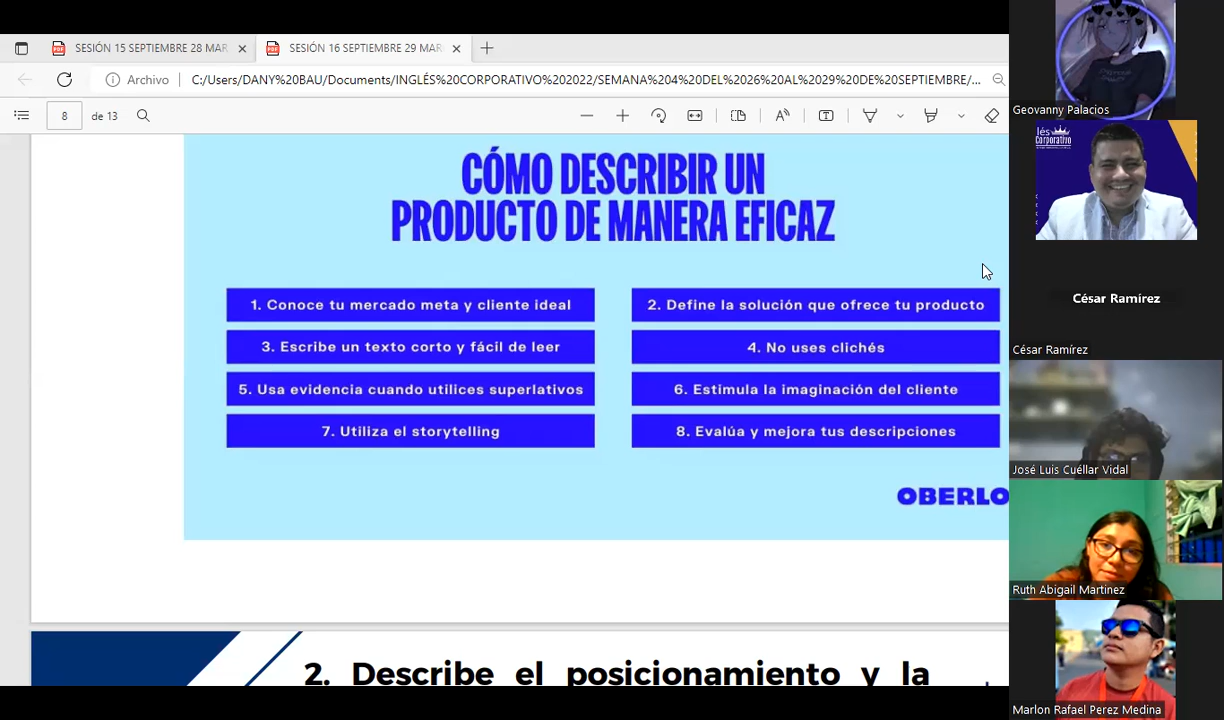 SESIÓN 15 SEPTIEMBRE 28 MAR
SESIÓN 16 SEPTIEMBRE 29 MAR
Archivo
C:/Users/DANY%20BAU/Documents/INGLÉS%20CORPORATIVO%202022/SEMANA%204%20DEL%2026%20AL%2029%20DE%20SEPTIEMBRE/...
8 de 13
CÓMO DESCRIBIR UN
PRODUCTO DE MANERA EFICAZ
1. Conoce tu mercado meta y cliente ideal
2. Define la solución que ofrece tu producto
3. Escribe un texto corto y fácil de leer
4. No uses clichés
5. Usa evidencia cuando utilices superlativos
6. Estimula la imaginación del cliente
7. Utiliza el storytelling
8. Evalúa y mejora tus descripciones
OBERLO
2. Describe el posicionamiento y la
Geovanny Palacios
lés
Corporativo
César Ramírez
César Ramírez
José Luis Cuéllar Vidal
Ruth Abigail Martinez
Marlon Rafael Perez Medina